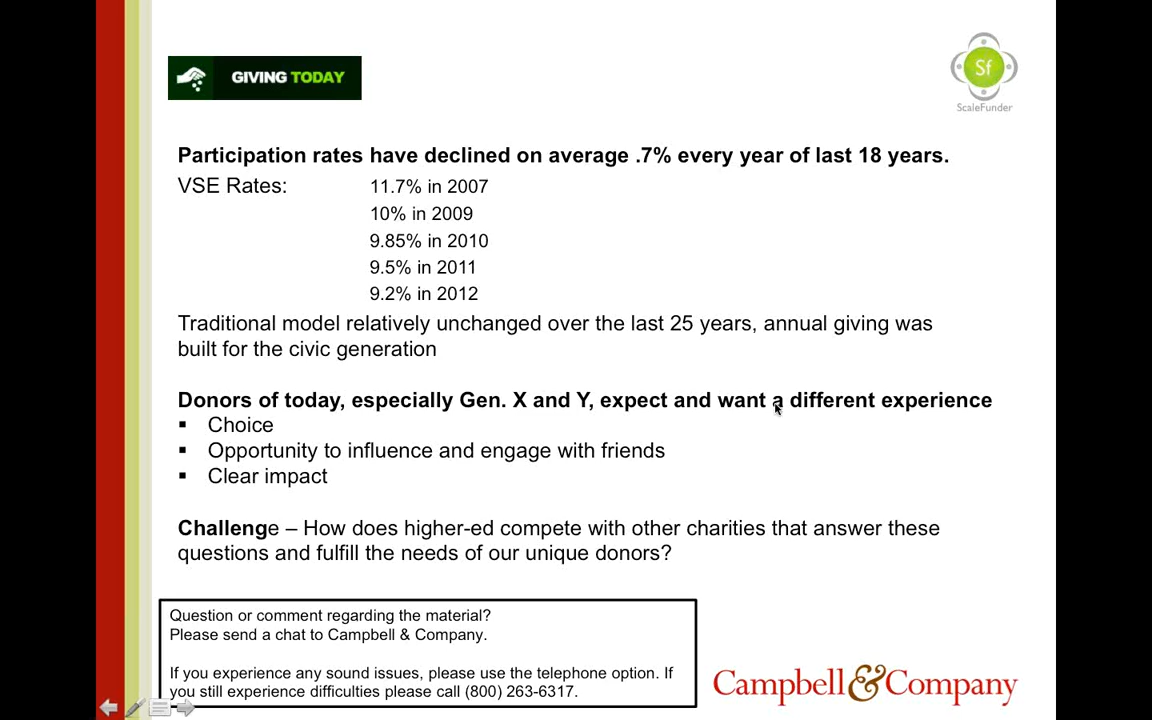 GIVING TODAY
Sf
ScaleFunder
Participation rates have declined on average .7% every year of last 18 years.
VSE Rates: 11.7% in 2007
10% in 2009
9.85% in 2010
9.5% in 2011
9.2% in 2012
Traditional model relatively unchanged over the last 25 years, annual giving was
built for the civic generation
Donors of today, especially Gen. X and Y, expect and want a different experience
▪ Choice
▪ Opportunity to influence and engage with friends
▪ Clear impact
Challenge – How does higher-ed compete with other charities that answer these
questions and fulfill the needs of our unique donors?
Question or comment regarding the material?
Please send a chat to Campbell & Company.
If you experience any sound issues, please use the telephone option. If
you still experience difficulties please call (800) 263-6317.
Campbell&Company